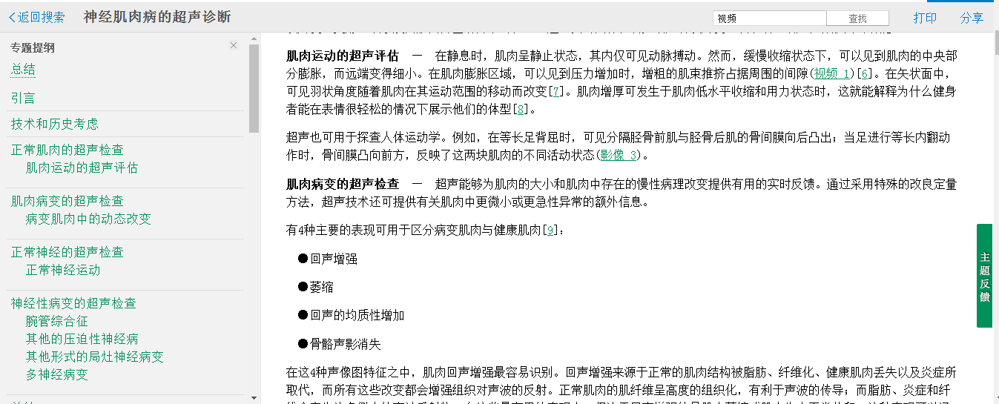 返回搜索 神经肌肉病的超声诊断 视频 查找 打印 分享
专题提纲
总结
引言
技术和历史考虑
正常肌肉的超声检查
肌肉运动的超声评估
肌肉病变的超声检查
病变肌肉中的动态改变
正常神经的超声检查
正常神经运动
神经性病变的超声检查
腕管综合征
其他的压迫性神经病
其他形式的局灶神经病变
多神经病变
肌肉运动的超声评估 — 在静息时，肌肉呈静止状态，其内仅可见动脉搏动。然而，缓慢收缩状态下，可以见到肌肉的中央部
分膨胀，而远端变得细小。在肌肉膨胀区域，可以见到压力增加时，增粗的肌束推挤占据周围的间隙(视频 1)[6]。在矢状面中，
可见羽状角度随着肌肉在其运动范围的移动而改变[7]。肌肉增厚可发生于肌肉低水平收缩和用力状态时，这就能解释为什么健身
者能在表情很轻松的情况下展示他们的体型[8]。
超声也可用于探查人体运动学。例如，在等长足背屈时，可见分隔胫骨前肌与胫骨后肌的骨间膜向后凸出；当足进行等长内翻动
作时，骨间膜凸向前方，反映了这两块肌肉的不同活动状态(影像 3)。
肌肉病变的超声检查 — 超声能够为肌肉的大小和肌肉中存在的慢性病理改变提供有用的实时反馈。通过采用特殊的改良定量
方法，超声技术还可提供有关肌肉中更微小或更急性异常的额外信息。
有4种主要的表现可用于区分病变肌肉与健康肌肉[9]：
●回声增强
●萎缩
●回声的均质性增加
●骨骼声影消失
在这4种声像图特征之中，肌肉回声增强最容易识别。回声增强来源于正常的肌肉结构被脂肪、纤维化、健康肌肉丢失以及炎症所
取代，而所有这些改变都会增强组织对声波的反射。正常肌肉的肌纤维呈高度的组织化，有利于声波的传导；而脂肪、炎症和纤
主题反馈